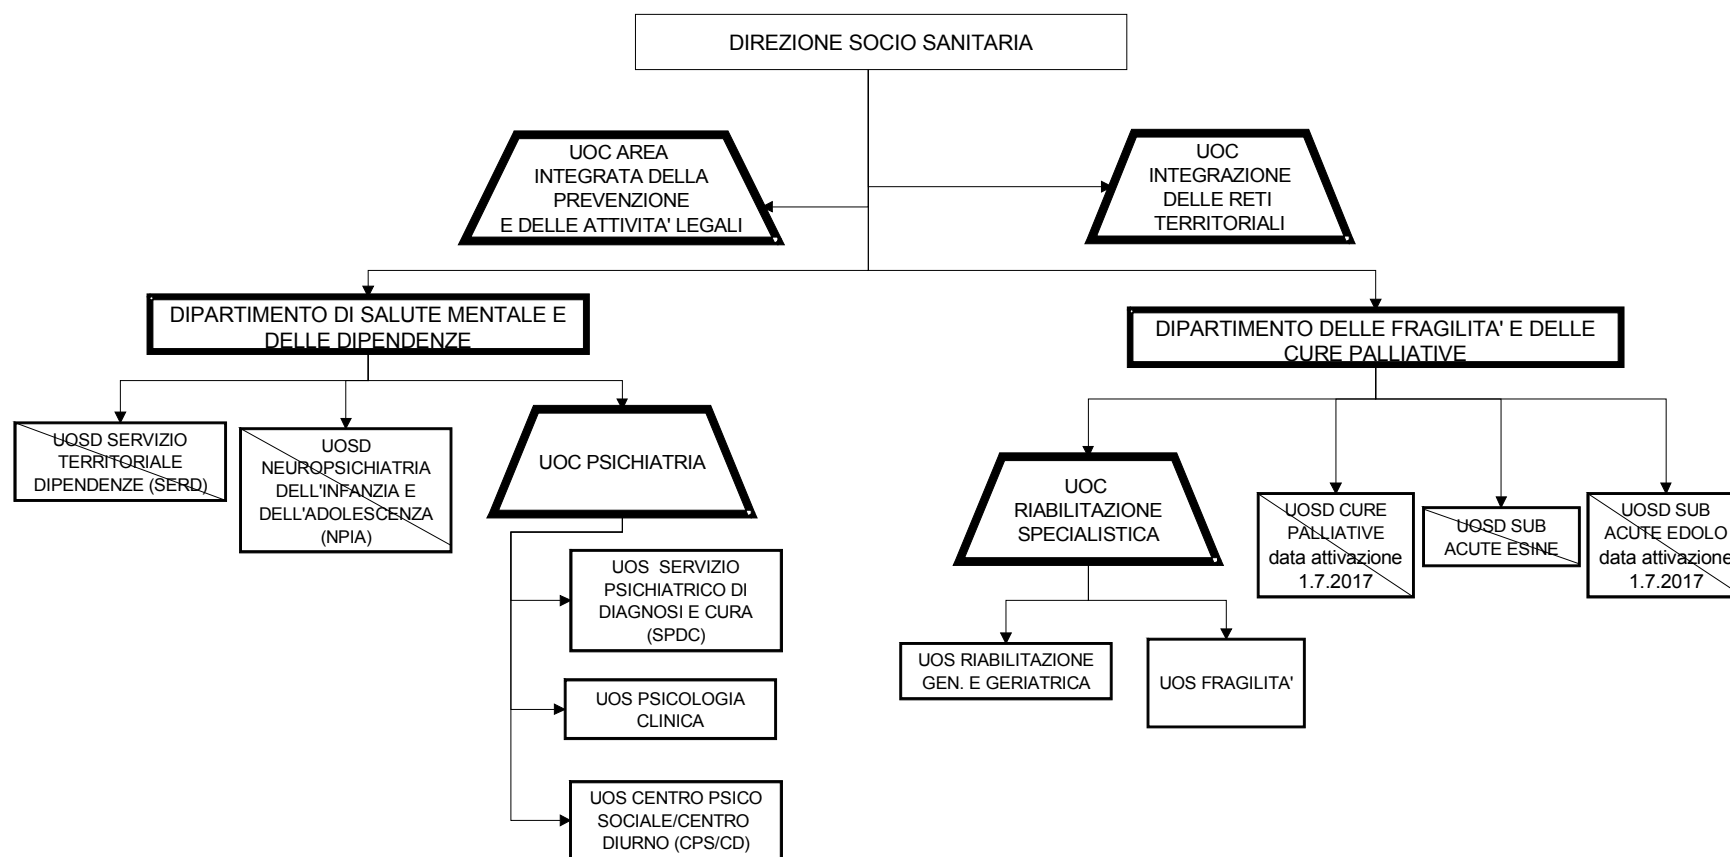 DIREZIONE SOCIO SANITARIA
UOC AREA
INTEGRATA DELLA
PREVENZIONE
E DELLE ATTIVITA' LEGALI
UOC
INTEGRAZIONE
DELLE RETI
TERRITORIALI
DIPARTIMENTO DI SALUTE MENTALE E
DELLE DIPENDENZE
DIPARTIMENTO DELLE FRAGILITA' E DELLE
CURE PALLIATIVE
UOSD SERVIZIO
TERRITORIALE
DIPENDENZE (SERD)
UOSD
NEUROPSICHIATRIA
DELL'INFANZIA E
DELL'ADOLESCENZA
(NPIA)
UOC PSICHIATRIA
UOC
RIABILITAZIONE
SPECIALISTICA
UOSD CURE
PALLIATIVE
data attivazione
1.7.2017
UOSD SUB
ACUTE ESINE
UOSD SUB
ACUTE EDOLO
data attivazione
1.7.2017
UOS  SERVIZIO
PSICHIATRICO DI
DIAGNOSI E CURA
(SPDC)
UOS PSICOLOGIA
CLINICA
UOS CENTRO PSICO
SOCIALE/CENTRO
DIURNO (CPS/CD)
UOS RIABILITAZIONE
GEN. E GERIATRICA
UOS FRAGILITA'